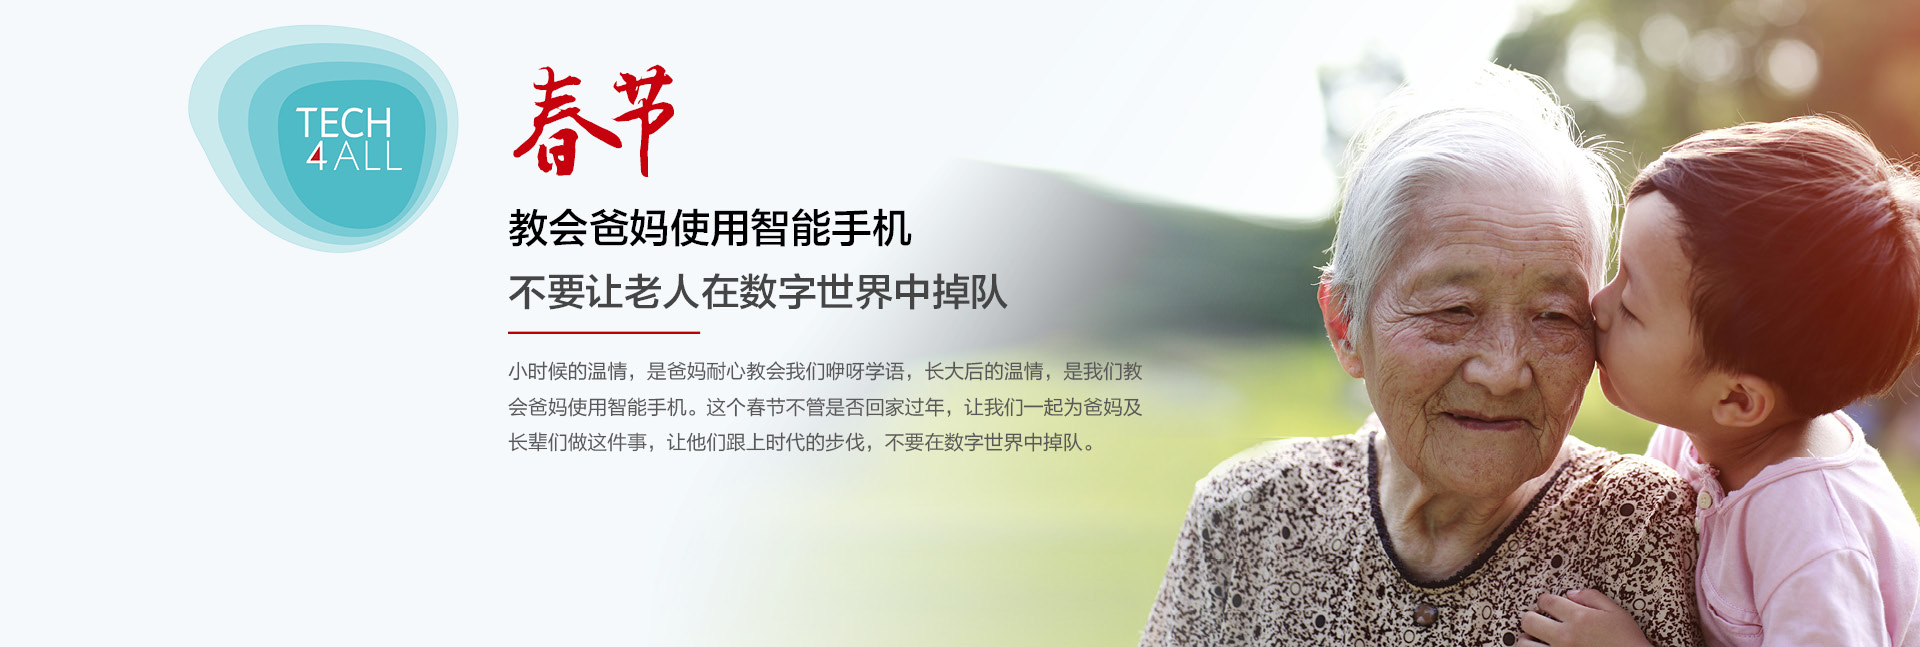 TECH
4ALL
春节
教会爸妈使用智能手机
不要让老人在数字世界中掉队
小时候的温情，是爸妈耐心教会我们咿呀学语，长大后的温情，是我们教
会爸妈使用智能手机。这个春节不管是否回家过年，让我们一起为爸妈及
长辈们做这件事，让他们跟上时代的步伐，不要在数字世界中掉队。